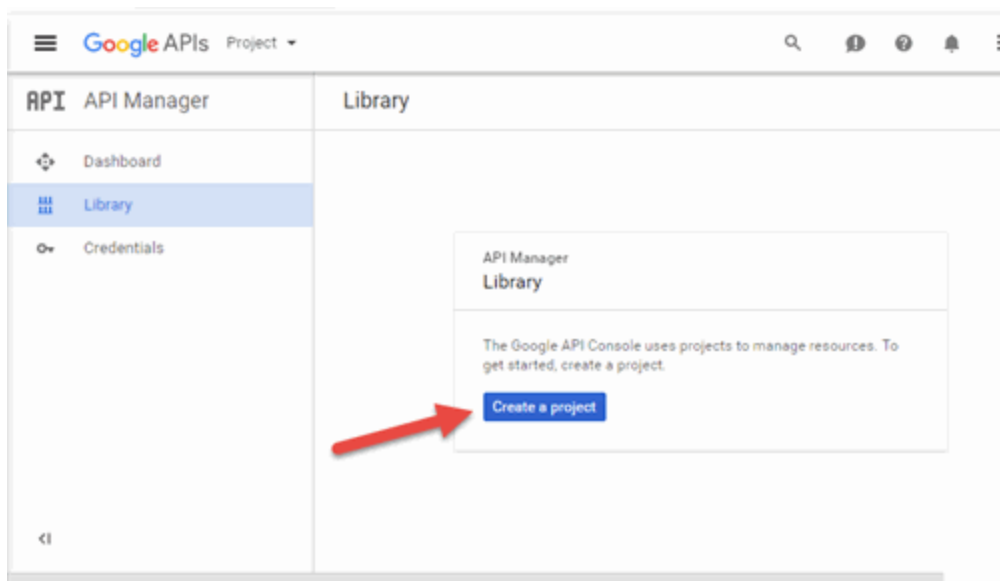 Google APIs Project
API API Manager
Library
Dashboard
Library
Credentials
API Manager
Library
The Google API Console uses projects to manage resources. To
get started, create a project.
Create a project